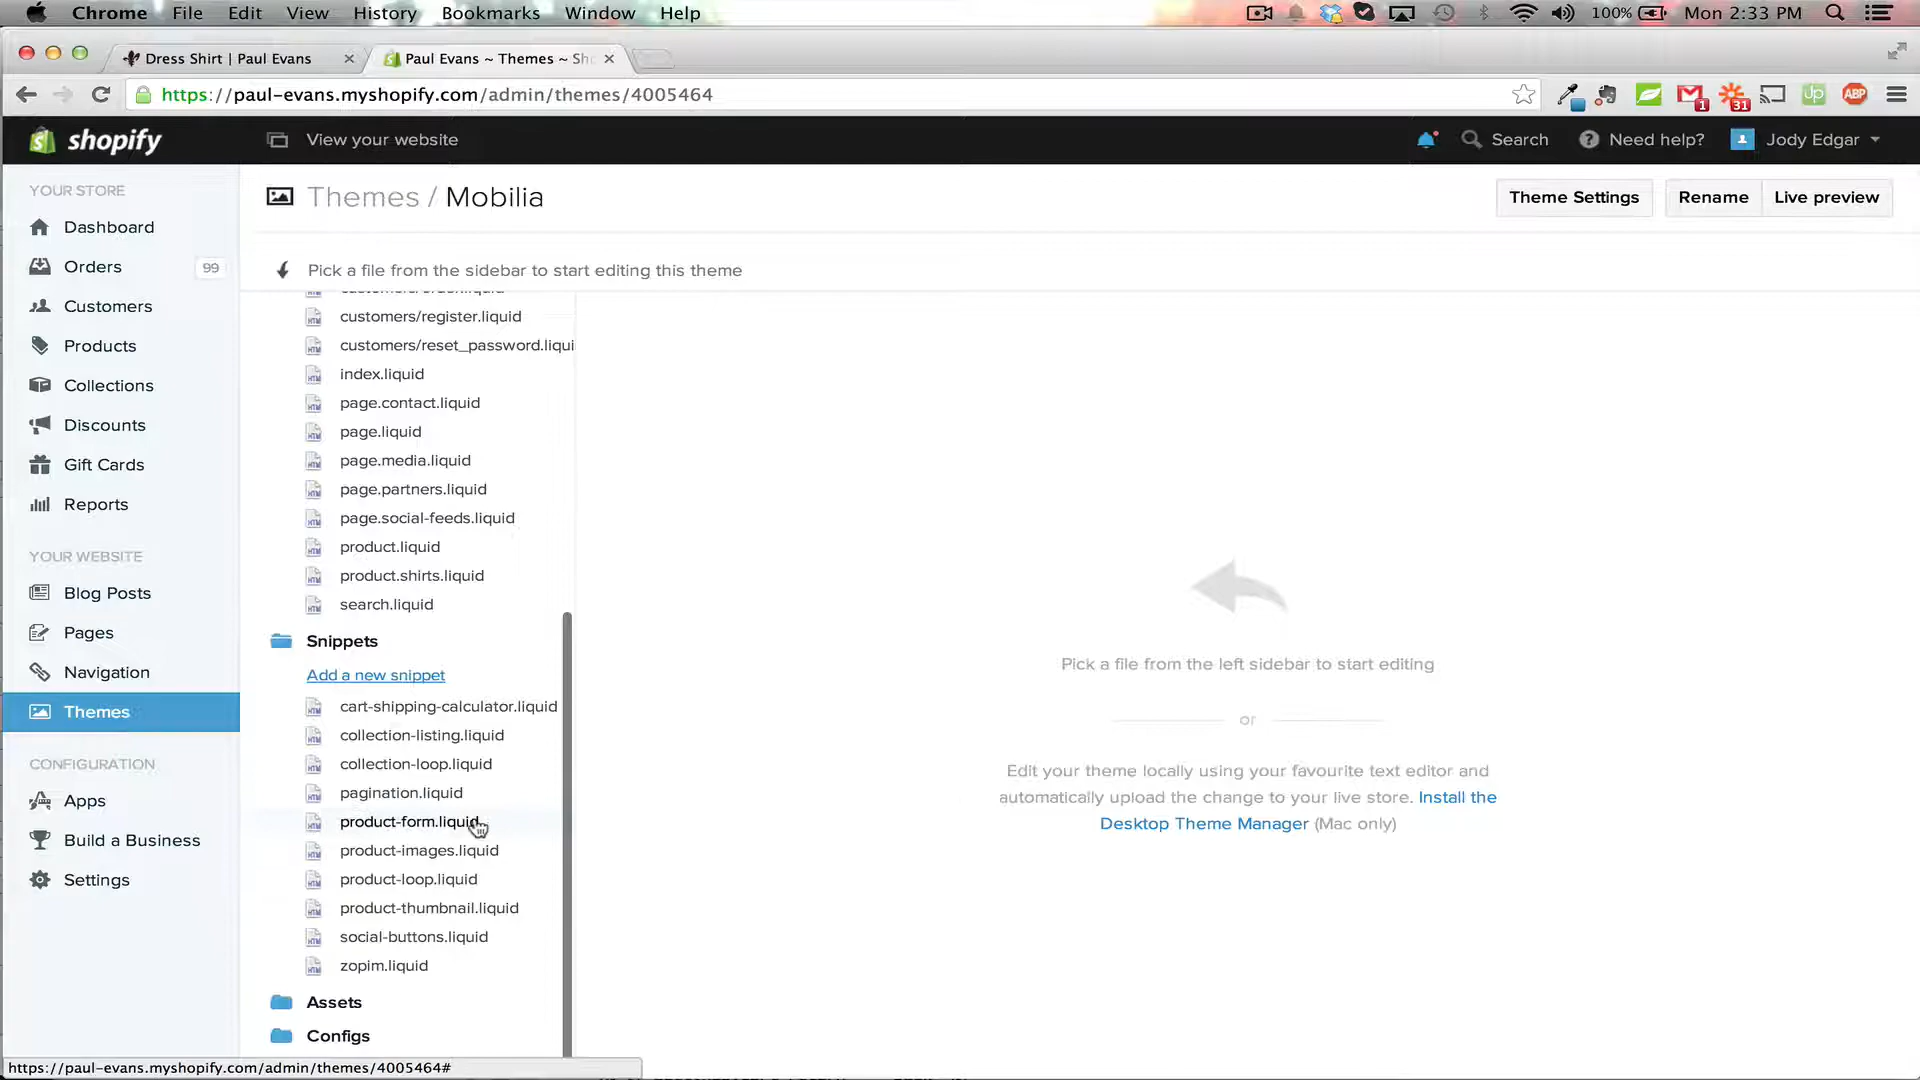 Chrome File Edit View History Bookmarks Window Help 100% Mon 2:33 PM
Dress Shirt | Paul Evans Paul Evans ~ Themes ~ Sh
https://paul-evans.myshopify.com/admin/themes/4005464 1 31 up ABP
shopify View your website Search Need help? Jody Edgar
YOUR STORE
Dashboard
Orders 99
Customers
Products
Collections
Discounts
Gift Cards
Reports
YOUR WEBSITE
Blog Posts
Pages
Navigation
Themes
CONFIGURATION
Apps
Build a Business
Settings
Themes / Mobilia
Theme Settings Rename Live preview
Pick a file from the sidebar to start editing this theme
customers/register.liquid
customers/reset_password.liqui
index.liquid
page.contact.liquid
page.liquid
page.media.liquid
page.partners.liquid
page.social-feeds.liquid
product.liquid
product.shirts.liquid
search.liquid
Snippets
Add a new snippet
cart-shipping-calculator.liquid
collection-listing.liquid
collection-loop.liquid
pagination.liquid
product-form.liquid
product-images.liquid
product-loop.liquid
product-thumbnail.liquid
social-buttons.liquid
zopim.liquid
Assets
Configs
Pick a file from the left sidebar to start editing
or
Edit your theme locally using your favourite text editor and
automatically upload the change to your live store. Install the
Desktop Theme Manager (Mac only)
https://paul-evans.myshopify.com/admin/themes/4005464#